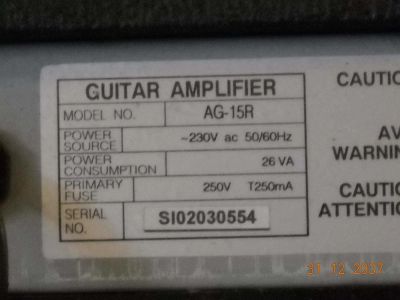 GUITAR AMPLIFIER
MODEL NO. AG-15R
POWER SOURCE ~230V ac 50/60Hz
POWER CONSUMPTION 26 VA
PRIMARY FUSE 250V T250mA
SERIAL NO. SI02030554
CAUTIO
AV
WARNIN
CAUTIO
ATTENTIO
31 12 2007